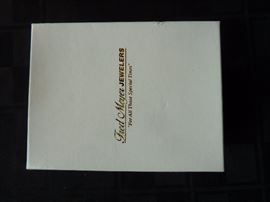 Fred Meyer JEWELERS
"For All Those Special Times"